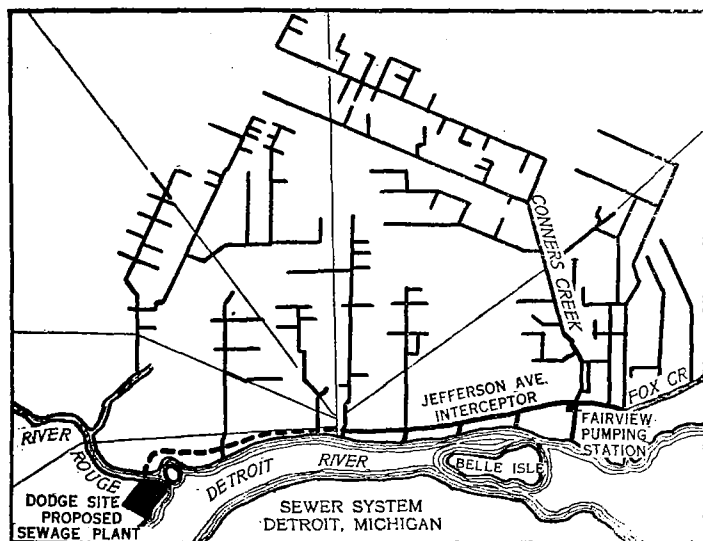 CONNERS CREEK
JEFFERSON AVE.
INTERCEPTOR
FOX CR
FAIRVIEW
PUMPING
STATION
RIVER
ROUGE
DETROIT RIVER
BELLE ISLE
DODGE SITE
PROPOSED
SEWAGE PLANT
SEWER SYSTEM
DETROIT, MICHIGAN